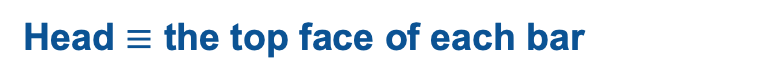 Head ≡ the top face of each bar